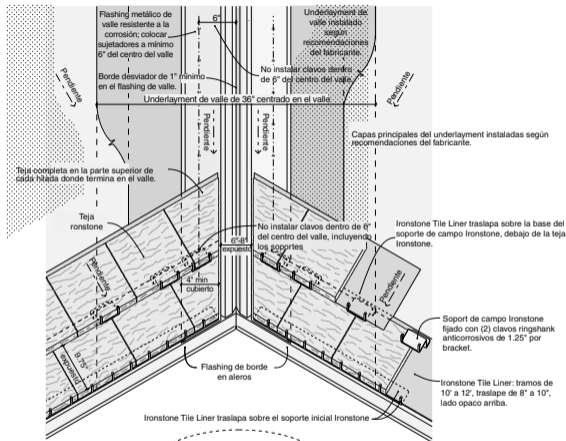 Flashing metálico de
valle resistente a la
corrosión; colocar
sujetadores a mínimo
6" del centro del valle
6"
Underlayment de
valle instalado
según
recomendaciones
del fabricante.
No instalar clavos dentro
de 6" del centro del valle.
Borde desviador de 1" mínimo
en el flashing de valle.
Pendiente
Pendiente
Underlayment de valle de 36" centrado en el valle
Pendiente
Pendiente
Capas principales del underlayment instaladas según
recomendaciones del fabricante.
Teja completa en la parte superior de
cada hilada donde termina en el valle.
Teja
ronstone
No instalar clavos dentro de 6"
del centro del valle, incluyendo
los soportes
6"-8"
expuesto
Ironstone Tile Liner traslapa sobre la base del
soporte de campo Ironstone, debajo de la teja
Ironstone.
Pendiente
Pendiente
4" min
cubierto
Soport de campo Ironstone
fijado con (2) clavos ringshank
anticorrosivos de 1.25" por
bracket.
9.75"
expuesto
Flashing de borde
en aleros
Ironstone Tile Liner: tramos de
10' a 12', traslape de 8" a 10",
lado opaco arriba.
Ironstone Tile Liner traslapa sobre el soporte inicial Ironstone